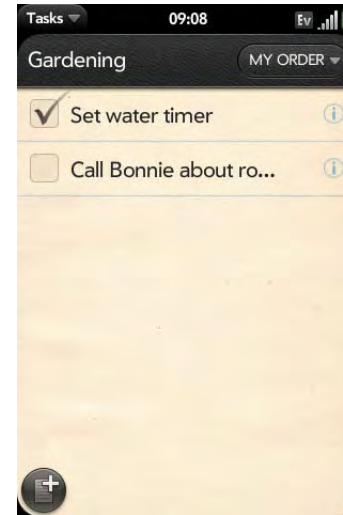 Tasks 09:08 Ev
Gardening MY ORDER
Set water timer
Call Bonnie about ro...